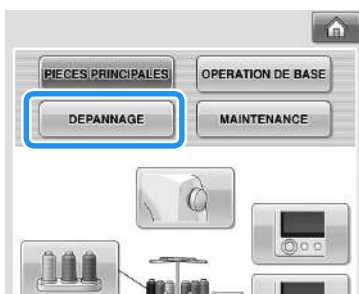 PIECES PRINCIPALES
OPERATION DE BASE
DEPANNAGE
MAINTENANCE